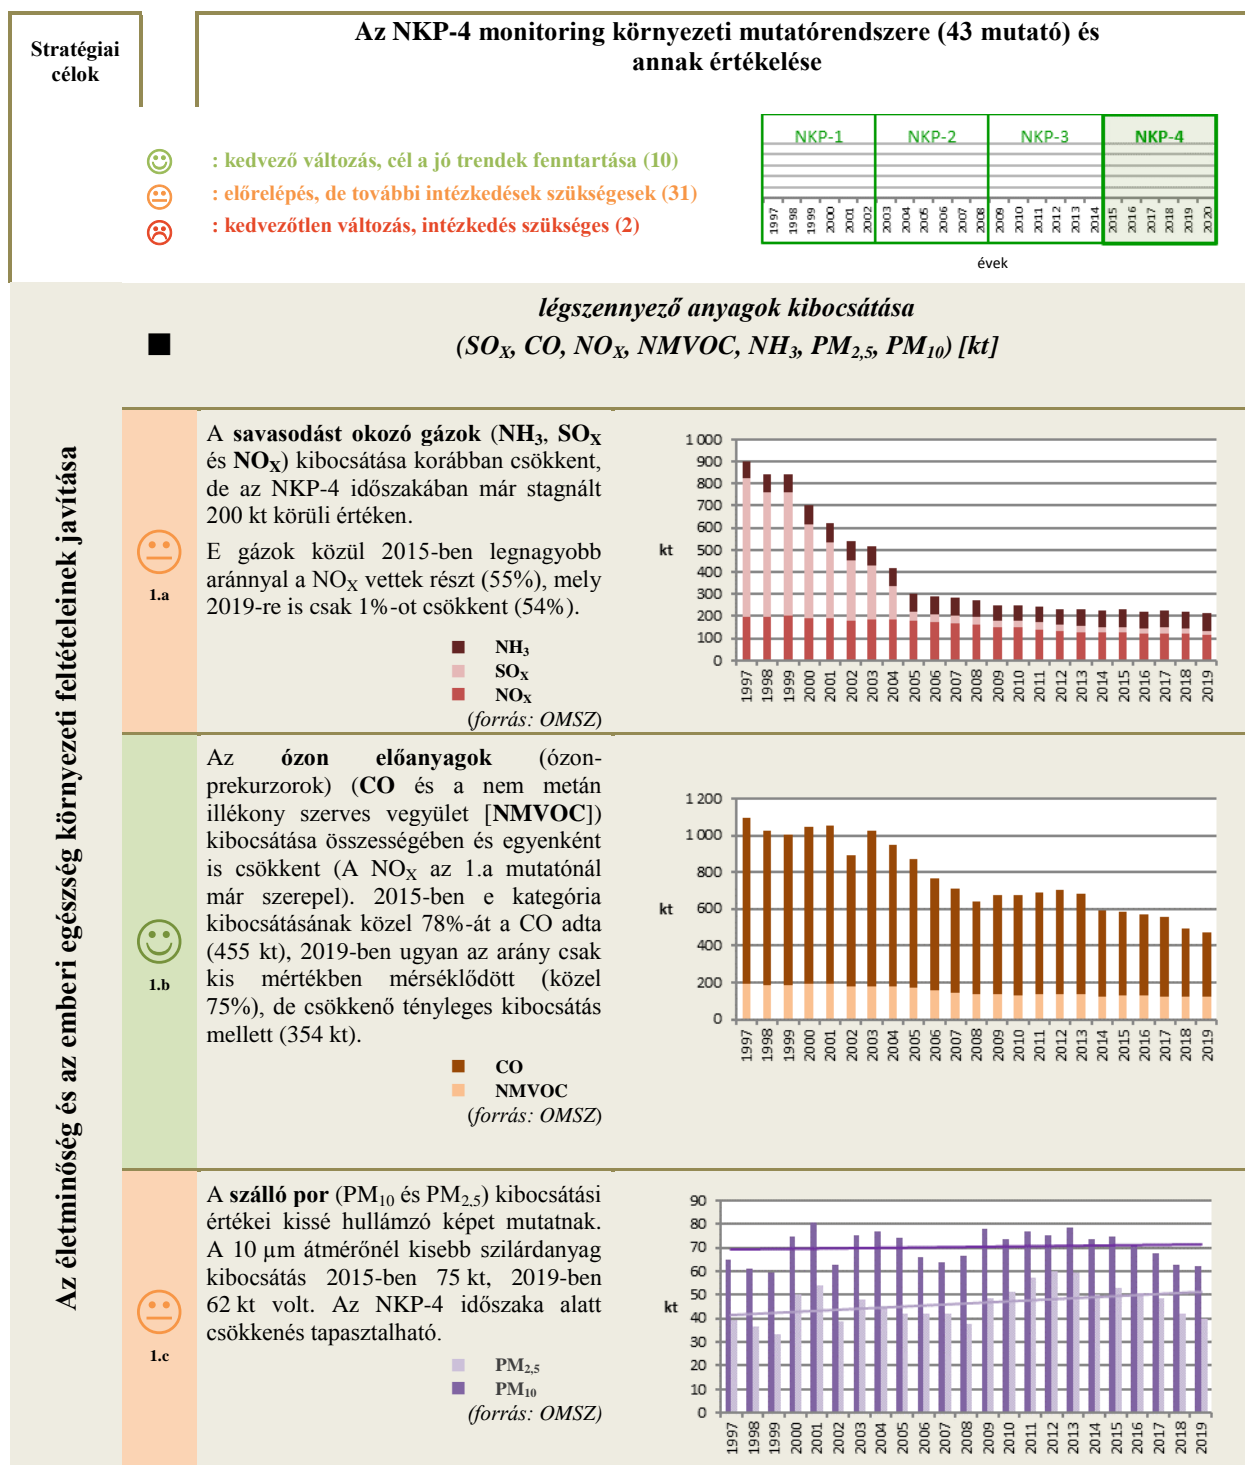 Stratégiai
célok
Az NKP-4 monitoring környezeti mutatórendszere (43 mutató) és
annak értékelése
: kedvező változás, cél a jó trendek fenntartása (10)
: előrelépés, de további intézkedések szükségesek (31)
: kedvezőtlen változás, intézkedés szükséges (2)
NKP-1 NKP-2 NKP-3 NKP-4
1997 1998 1999 2000 2001 2002 2003 2004 2005 2006 2007 2008 2009 2010 2011 2012 2013 2014 2015 2016 2017 2018 2019 2020
évek
Az életminőség és az emberi egészség környezeti feltételeinek javítása
légszennyező anyagok kibocsátása
(SOX, CO, NOX, NMVOC, NH3, PM2,5, PM10) [kt]
1.a
A savasodást okozó gázok (NH3, SOX
és NOX) kibocsátása korábban csökkent,
de az NKP-4 időszakában már stagnált
200 kt körüli értéken.
E gázok közül 2015-ben legnagyobb
aránnyal a NOX vettek részt (55%), mely
2019-re is csak 1%-ot csökkent (54%).
NH3
SOX
NOX
(forrás: OMSZ)
kt
1 000
900
800
700
600
500
400
300
200
100
0
1997 1998 1999 2000 2001 2002 2003 2004 2005 2006 2007 2008 2009 2010 2011 2012 2013 2014 2015 2016 2017 2018 2019
1.b
Az ózon előanyagok (ózon-
prekurzorok) (CO és a nem metán
illékony szerves vegyület [NMVOC])
kibocsátása összességében és egyenként
is csökkent (A NOX az 1.a mutatónál
már szerepel). 2015-ben e kategória
kibocsátásának közel 78%-át a CO adta
(455 kt), 2019-ben ugyan az arány csak
kis mértékben mérséklődött (közel
75%), de csökkenő tényleges kibocsátás
mellett (354 kt).
CO
NMVOC
(forrás: OMSZ)
kt
1 200
1 000
800
600
400
200
0
1997 1998 1999 2000 2001 2002 2003 2004 2005 2006 2007 2008 2009 2010 2011 2012 2013 2014 2015 2016 2017 2018 2019
1.c
A szálló por (PM10 és PM2,5) kibocsátási
értékei kissé hullámzó képet mutatnak.
A 10 µm átmérőnél kisebb szilárdanyag
kibocsátás 2015-ben 75 kt, 2019-ben
62 kt volt. Az NKP-4 időszaka alatt
csökkenés tapasztalható.
PM2,5
PM10
(forrás: OMSZ)
kt
90
80
70
60
50
40
30
20
10
0
1997 1998 1999 2000 2001 2002 2003 2004 2005 2006 2007 2008 2009 2010 2011 2012 2013 2014 2015 2016 2017 2018 2019